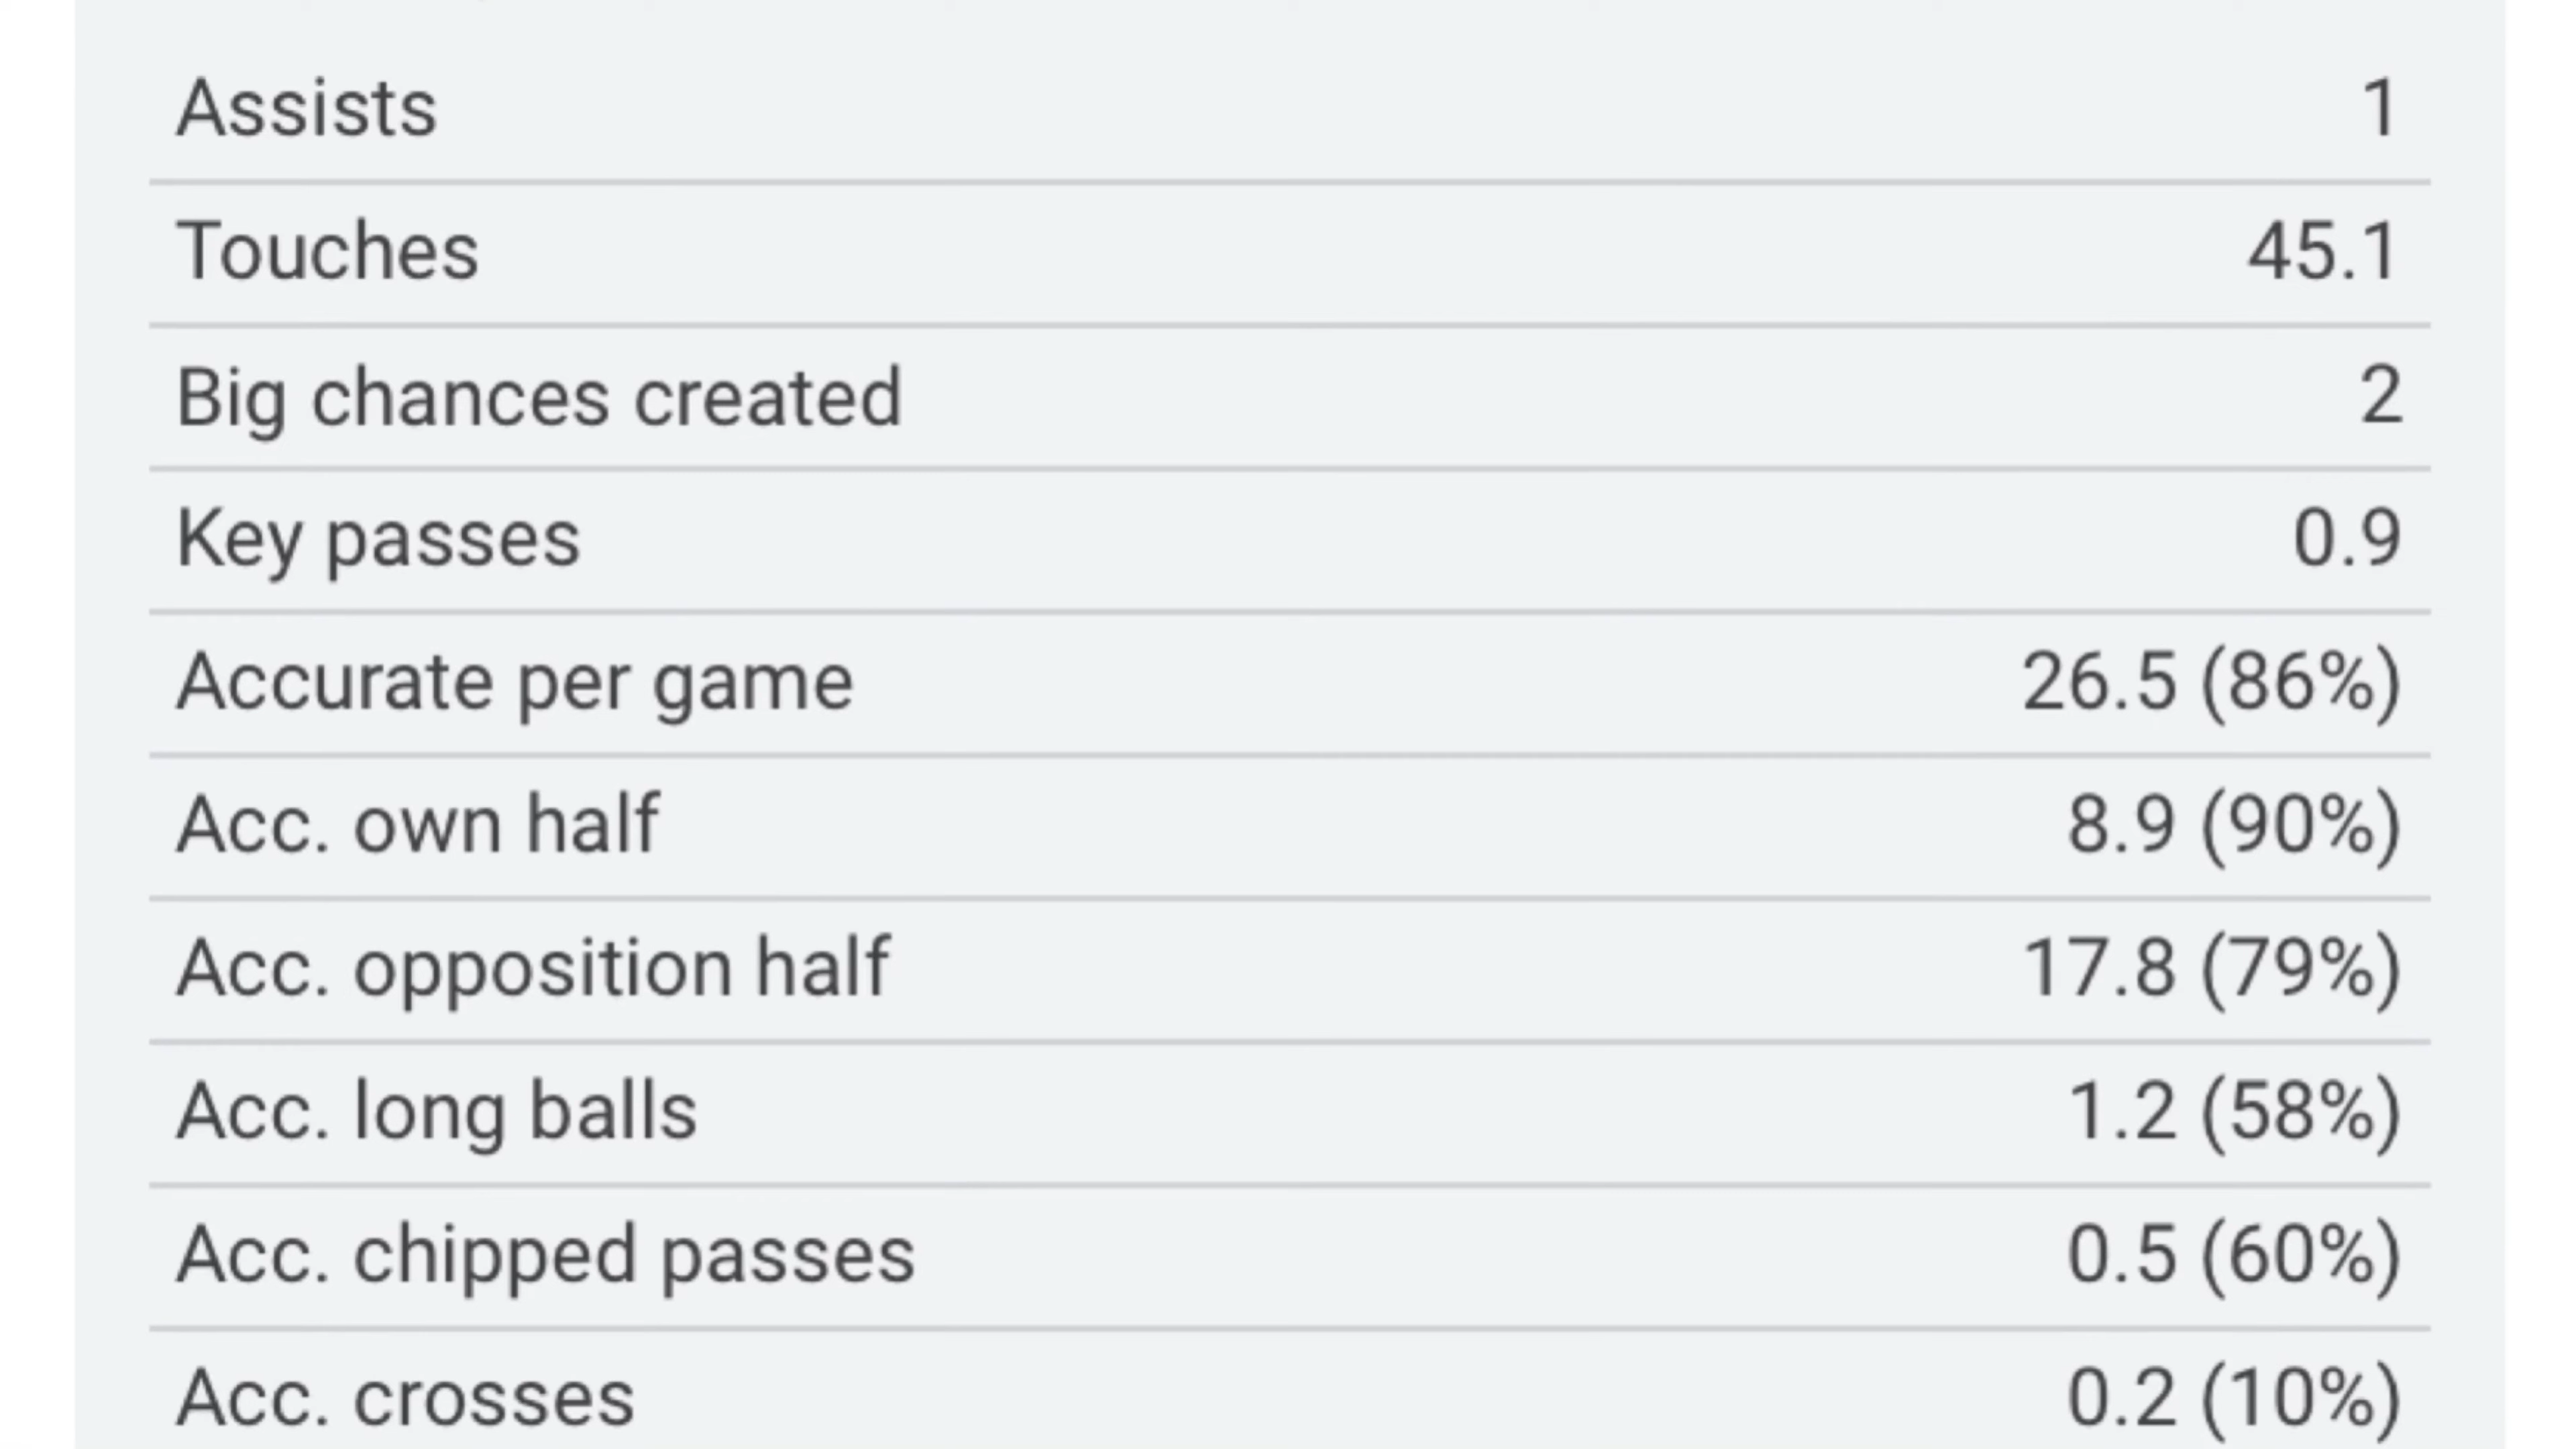 Assists 1
Touches 45.1
Big chances created 2
Key passes 0.9
Accurate per game 26.5 (86%)
Acc. own half 8.9 (90%)
Acc. opposition half 17.8 (79%)
Acc. long balls 1.2 (58%)
Acc. chipped passes 0.5 (60%)
Acc. crosses 0.2 (10%)